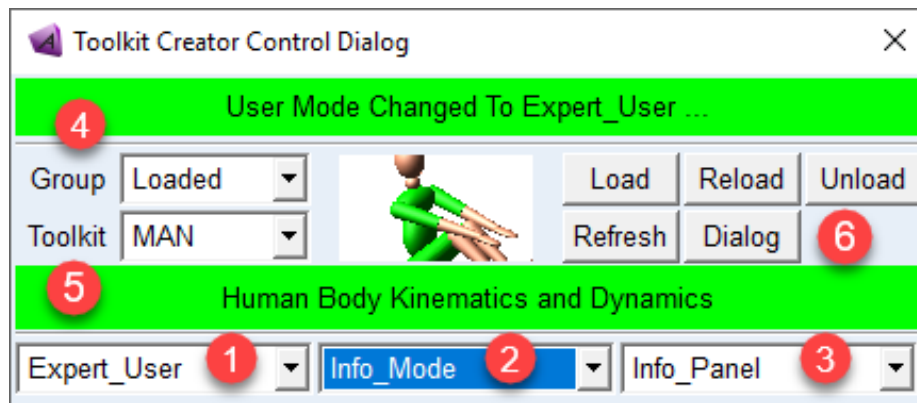 Toolkit Creator Control Dialog
User Mode Changed To Expert_User ...
4
Group Loaded Load Reload Unload
Toolkit MAN Refresh Dialog 6
5
Human Body Kinematics and Dynamics
Expert_User 1 Info_Mode 2 Info_Panel 3